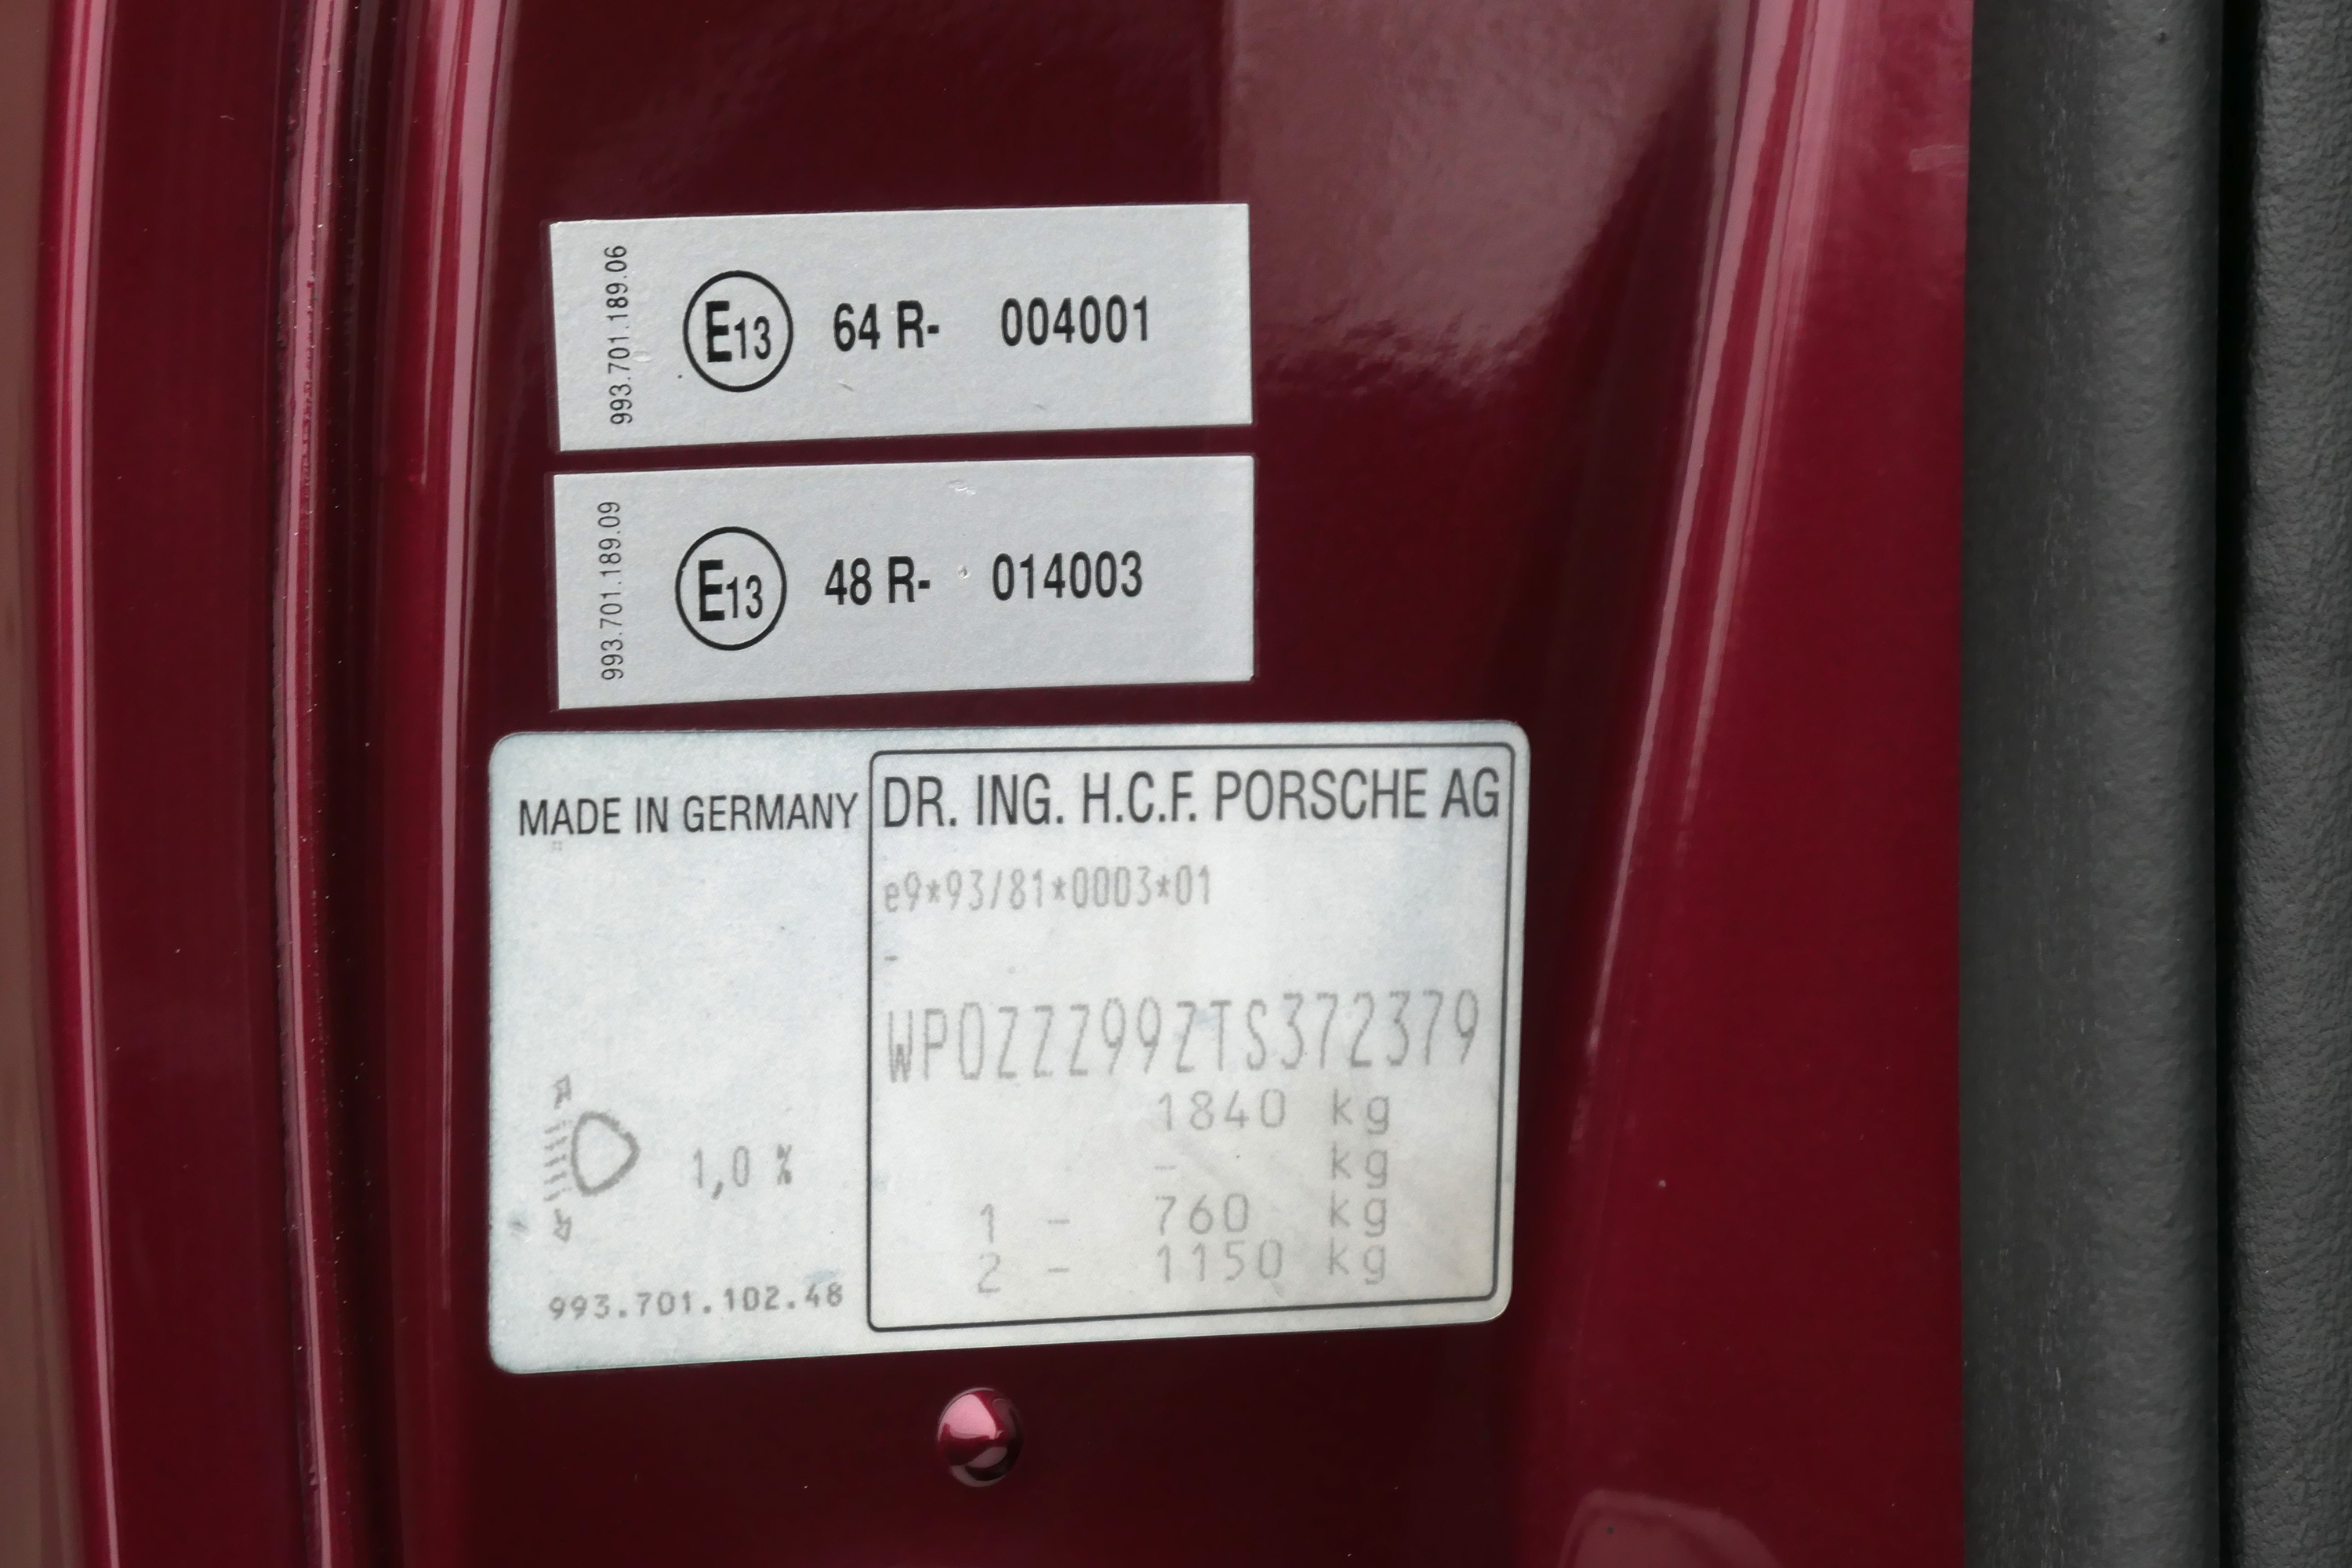 993.701.189.06
E13 64 R- 004001
993.701.189.09
E13 48 R- 014003
MADE IN GERMANY
DR. ING. H.C.F. PORSCHE AG
e9*93/81*0003*01
-
WP0ZZZ99ZTS372379
1840 kg
- kg
1 - 760 kg
2 - 1150 kg
1,0 %
993.701.102.48